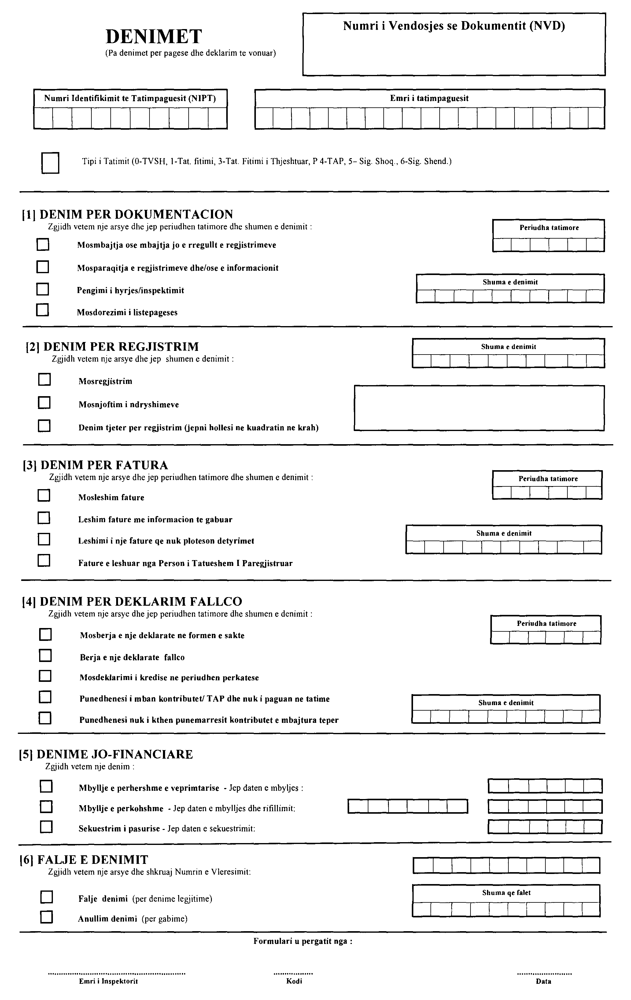 DENIMET
(Pa denimet per pagese dhe deklarim te vonuar)
Numri i Vendosjes se Dokumentit (NVD)
Numri Identifikimit te Tatimpaguesit (NIPT)
Emri i tatimpaguesit
Tipi i Tatimit (0-TVSH, 1-Tat. fitimi, 3-Tat. Fitimi i Thjeshtuar, P 4-TAP, 5– Sig. Shoq., 6-Sig. Shend.)
[1] DENIM PER DOKUMENTACION
Zgjidh vetem nje arsye dhe jep periudhen tatimore dhe shumen e denimit :
Periudha tatimore
Mosmbajtja ose mbajtja jo e rregullt e regjistrimeve
Mosparaqitja e regjistrimeve dhe/ose e informacionit
Shuma e denimit
Pengimi i hyrjes/inspektimit
Mosdorezimi i listepageses
[2] DENIM PER REGJISTRIM
Shuma e denimit
Zgjidh vetem nje arsye dhe jep shumen e denimit :
Mosregjistrim
Mosnjoftim i ndryshimeve
Denim tjeter per regjistrim (jepni hollesi ne kuadratin ne krah)
[3] DENIM PER FATURA
Zgjidh vetem nje arsye dhe jep periudhen tatimore dhe shumen e denimit :
Periudha tatimore
Mosleshim fature
Leshim fature me informacion te gabuar
Shuma e denimit
Leshimi i nje fature qe nuk ploteson detyrimet
Fature e leshuar nga Person i Tatueshem I Paregjistruar
[4] DENIM PER DEKLARIM FALLCO
Zgjidh vetem nje arsye dhe jep periudhen tatimore dhe shumen e denimit :
Periudha tatimore
Mosberja e nje deklarate ne formen e sakte
Berja e nje deklarate fallco
Mosdeklarimi i kredise ne periudhen perkatese
Punedhenesi i mban kontributet/ TAP dhe nuk i paguan ne tatime
Shuma e denimit
Punedhenesi nuk i kthen punemarresit kontributet e mbajtura teper
[5] DENIME JO-FINANCIARE
Zgjidh vetem nje denim :
Mbyllje e perhershme e veprimtarise - Jep daten e mbyljes :
Mbyllje e perkohshme - Jep daten e mbylljes dhe rifillimit:
Sekuestrim i pasurise - Jep daten e sekuestrimit:
[6] FALJE E DENIMIT
Zgjidh vetem nje arsye dhe shkruaj Numrin e Vleresimit:
Shuma qe falet
Falje denimi (per denime legjitime)
Anullim denimi (per gabime)
Formulari u pergatit nga :
Emri i Inspektorit
Kodi
Data